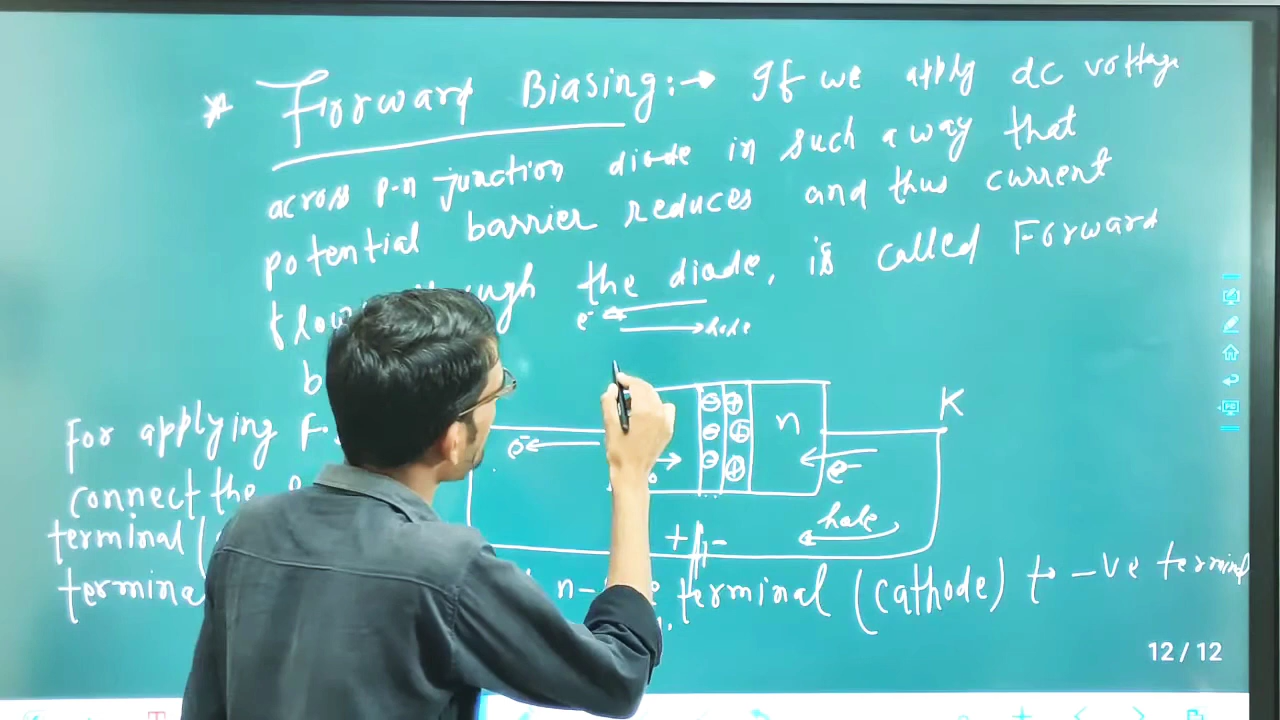 * Forward Biasing :→ If we apply dc voltage
across p-n junction diode in such a way that
potential barrier reduces and thus current
the diode, is called Forward
e⁻
hole
K
n
⊖ ⊕
⊖ ⊕
⊖ ⊕
For applying F.
e⁻
e⁻
connect the
hole
+ -
terminal (
n- terminal (cathode) to -ve terminal
12/12